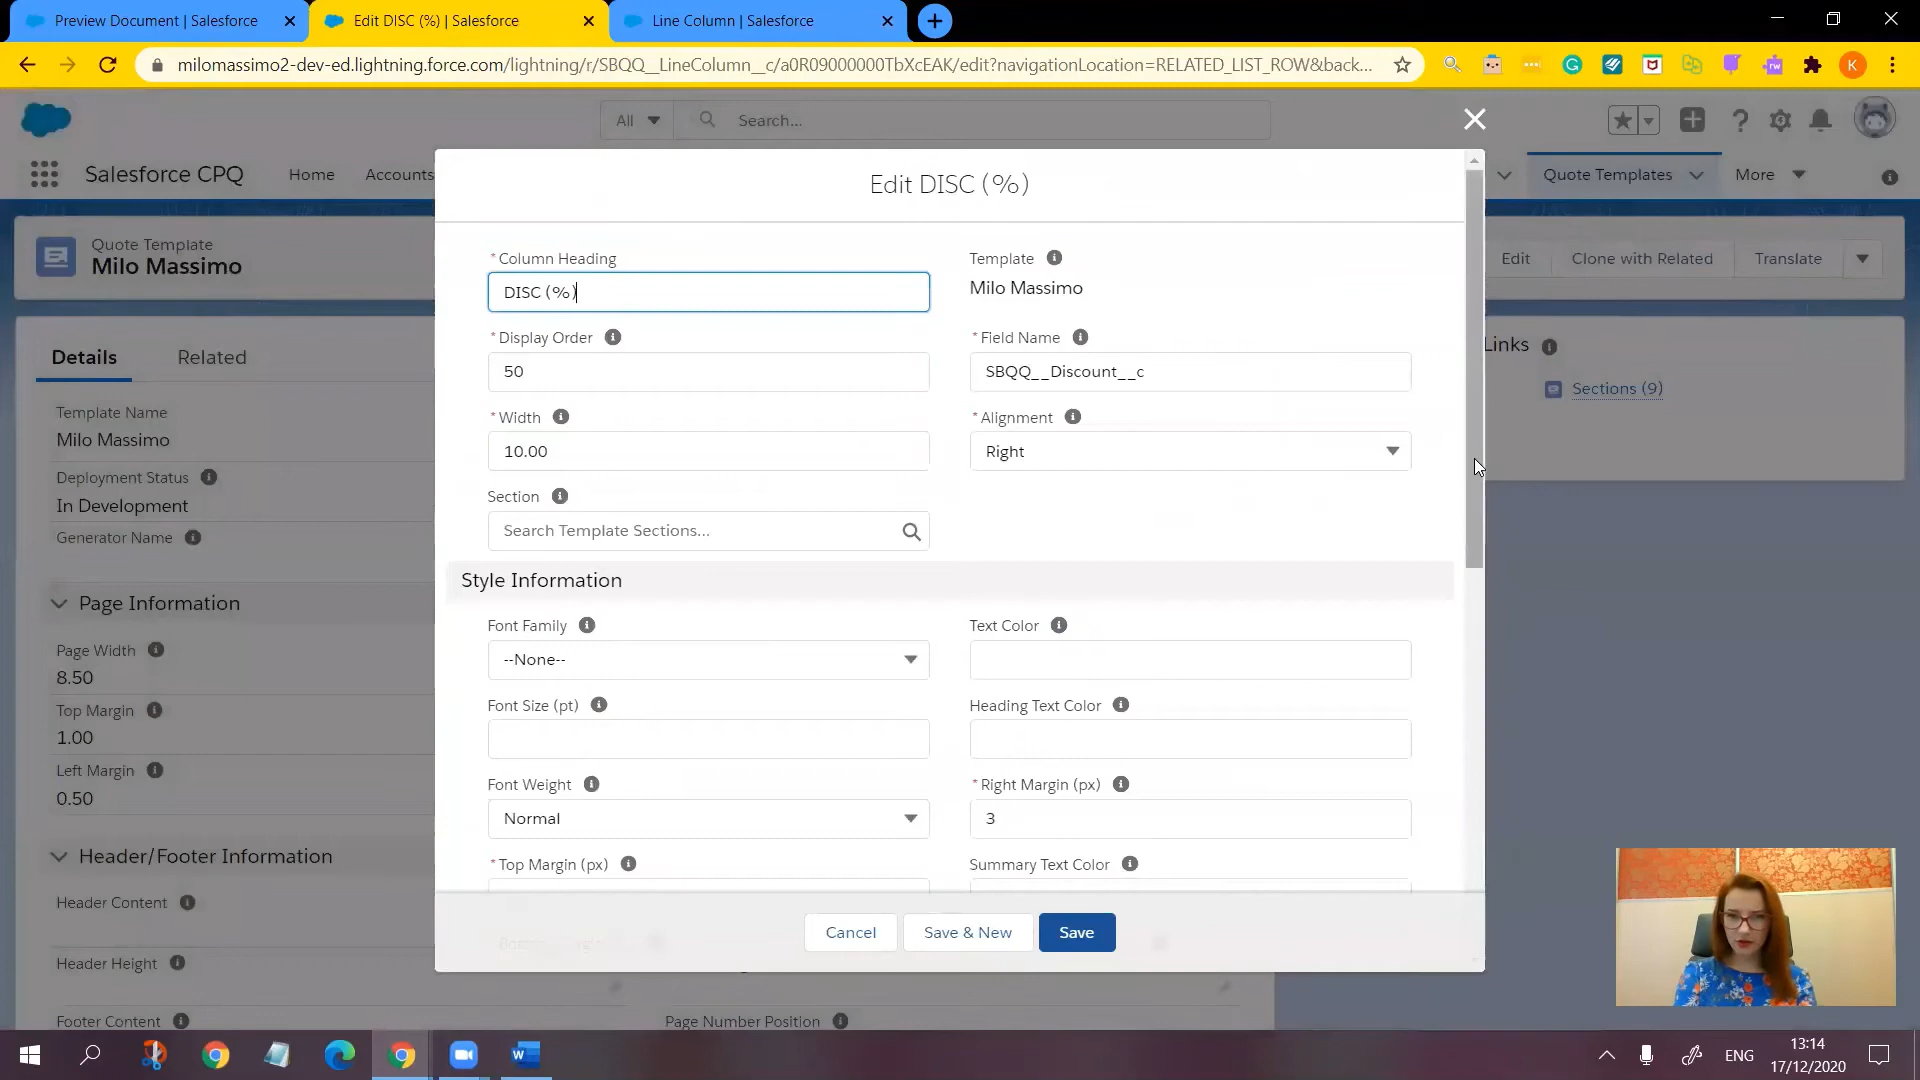 Preview Document | Salesforce
Edit DISC (%) | Salesforce
Line Column | Salesforce
milomassimo2-dev-ed.lightning.force.com/lightning/r/SBQQ__LineColumn__c/a0R09000000TbXcEAK/edit?navigationLocation=RELATED_LIST_ROW&back...
K
All
Search...
Salesforce CPQ
Home
Accounts
Quote Templates
More
Edit DISC (%)
Quote Template
Milo Massimo
Edit
Clone with Related
Translate
*Column Heading
DISC (%)
Template
Milo Massimo
*Display Order
50
*Field Name
SBQQ__Discount__c
*Width
10.00
*Alignment
Right
Section
Search Template Sections...
Style Information
Font Family
--None--
Text Color
Font Size (pt)
Heading Text Color
Font Weight
Normal
*Right Margin (px)
3
*Top Margin (px)
Summary Text Color
Cancel
Save & New
Save
Details
Related
Template Name
Milo Massimo
Deployment Status
In Development
Generator Name
Page Information
Page Width
8.50
Top Margin
1.00
Left Margin
0.50
Header/Footer Information
Header Content
Header Height
Footer Content
Page Number Position
Links
Sections (9)
ENG
13:14
17/12/2020